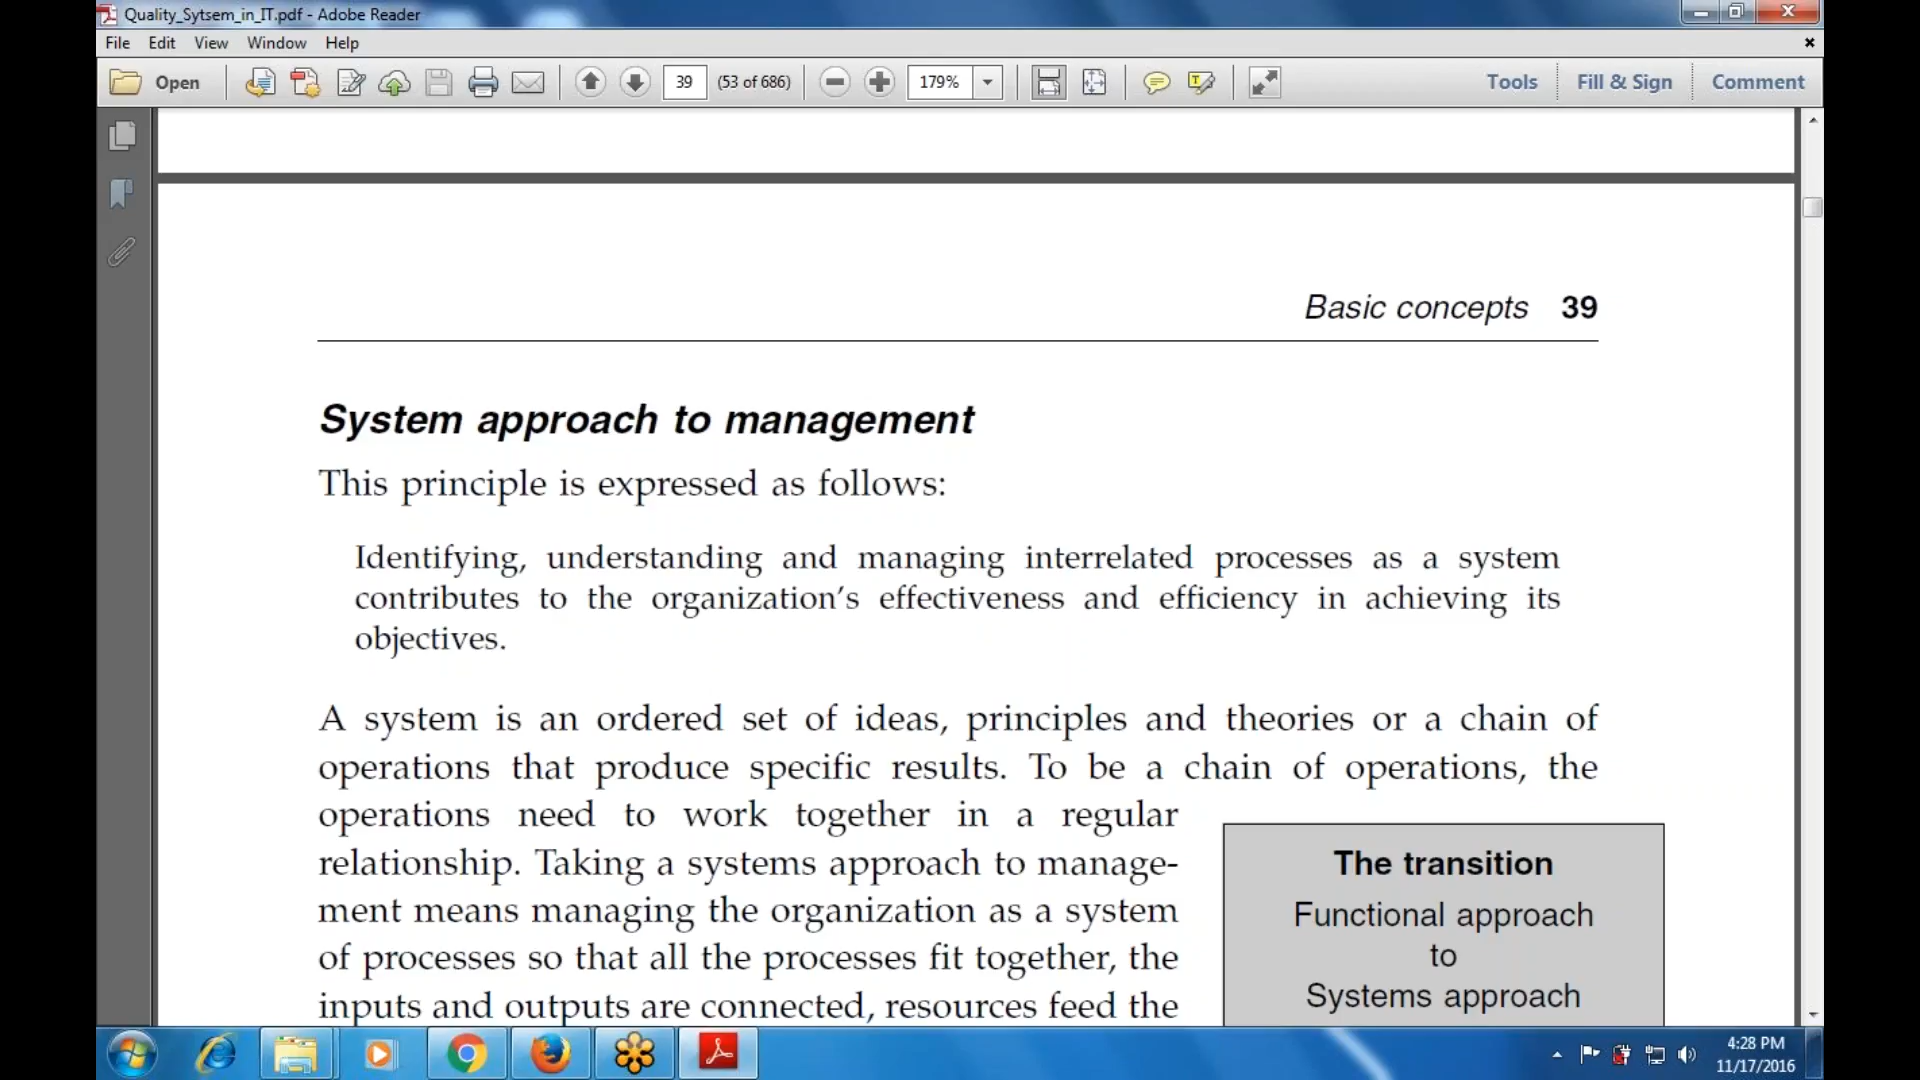 Quality_Sytsem_in_IT.pdf - Adobe Reader
File Edit View Window Help
Open 39 (53 of 686) 179% Tools Fill & Sign Comment
Basic concepts 39
System approach to management
This principle is expressed as follows:
Identifying, understanding and managing interrelated processes as a system
contributes to the organization's effectiveness and efficiency in achieving its
objectives.
A system is an ordered set of ideas, principles and theories or a chain of
operations that produce specific results. To be a chain of operations, the
operations need to work together in a regular
relationship. Taking a systems approach to manage-
ment means managing the organization as a system
of processes so that all the processes fit together, the
inputs and outputs are connected, resources feed the
The transition
Functional approach
to
Systems approach
4:28 PM
11/17/2016